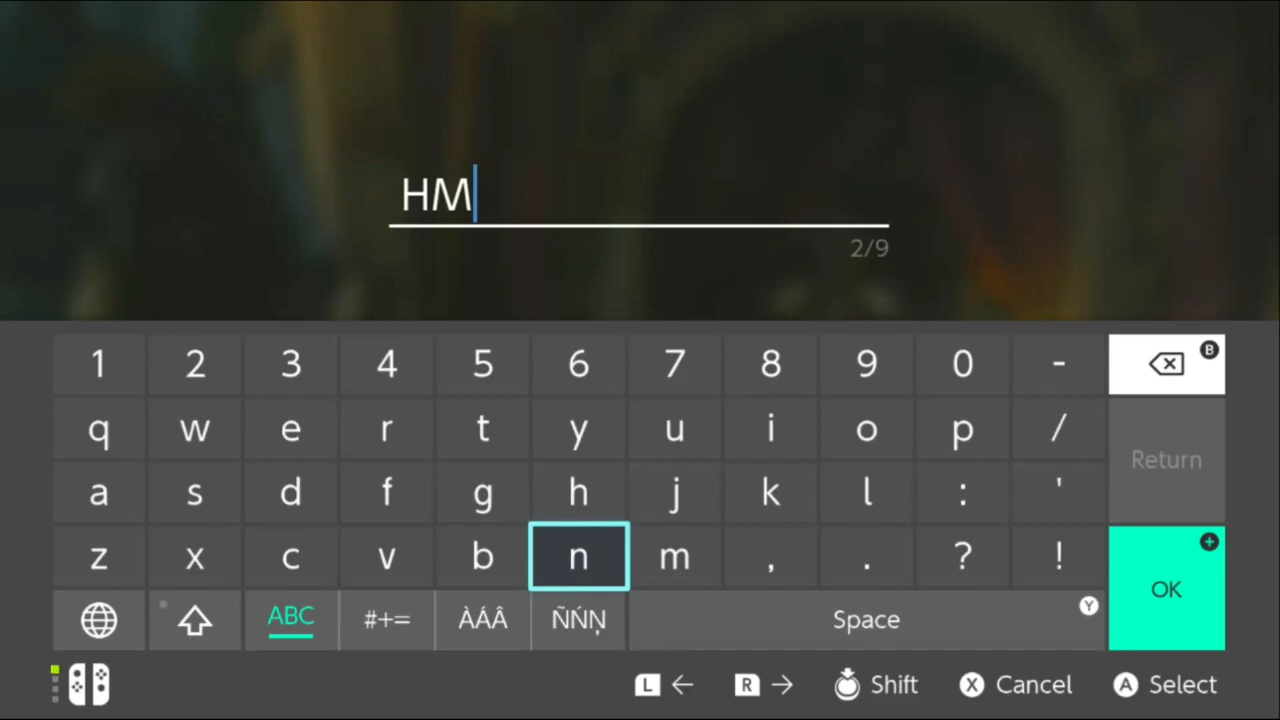 HM
2/9
1 2 3 4 5 6 7 8 9 0 - B
q w e r t y u i o p /
Return
a s d f g h j k l : '
z x c v b n m , . ? ! +
OK
ABC #+= ÀÁÂ ÑŃŅ Space Y
L ← R → Shift X Cancel A Select